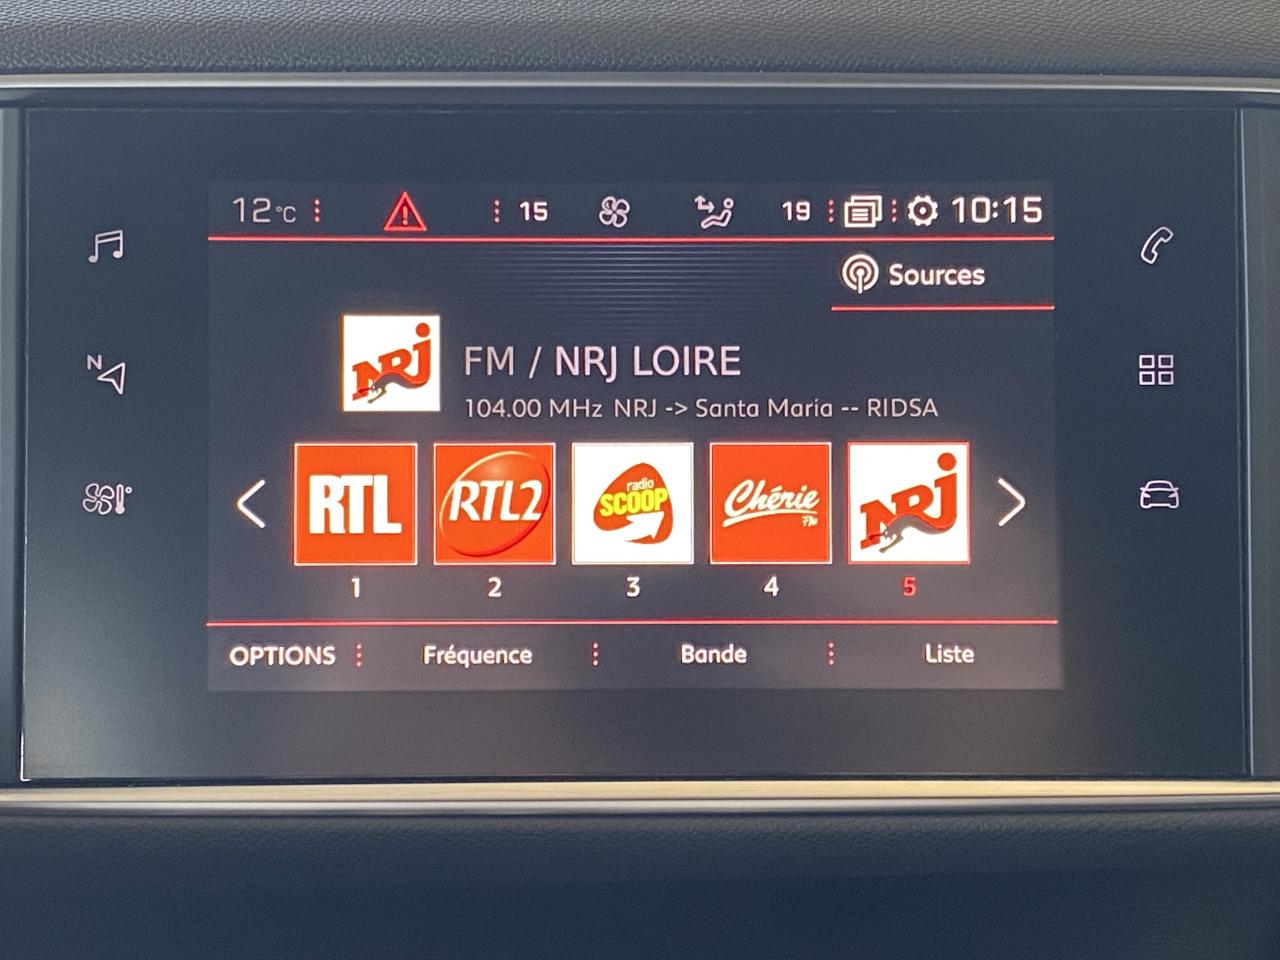 12°C 15 19 10:15
Sources
NRJ
FM / NRJ LOIRE
104.00 MHz NRJ -> Santa Maria -- RIDSA
N
RTL RTL2 radio SCOOP Chérie FM NRJ
1 2 3 4 5
OPTIONS Fréquence Bande Liste